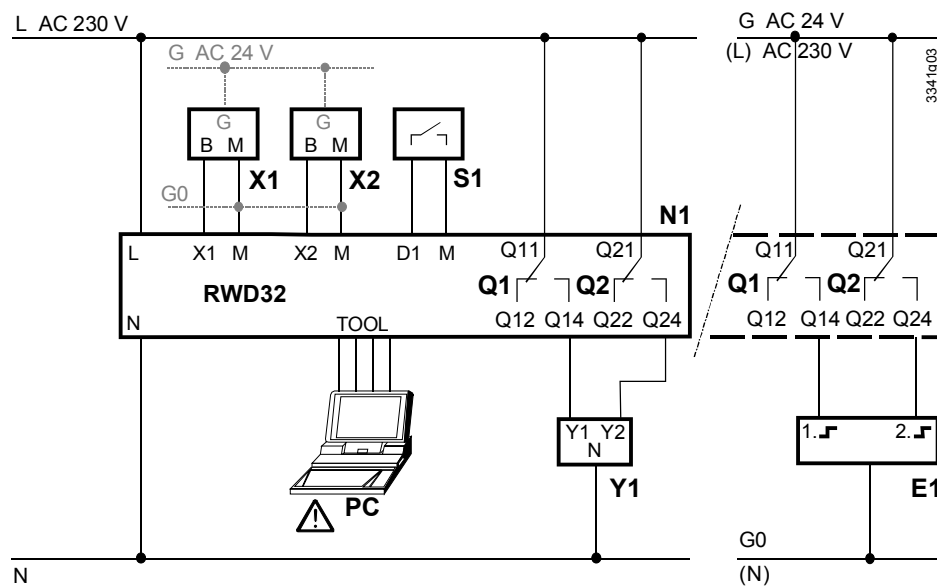 L AC 230 V
G AC 24 V
(L) AC 230 V
G AC 24 V
3341a03
G G
B M B M
X1 X2 S1
G0
N1
L X1 M X2 M D1 M Q11 Q21
Q11 Q21
RWD32
Q1 Q2
Q1 Q2
N TOOL Q12 Q14 Q22 Q24
Q12 Q14 Q22 Q24
Y1 Y2
N
1. 2.
Y1
E1
PC
G0
N
(N)